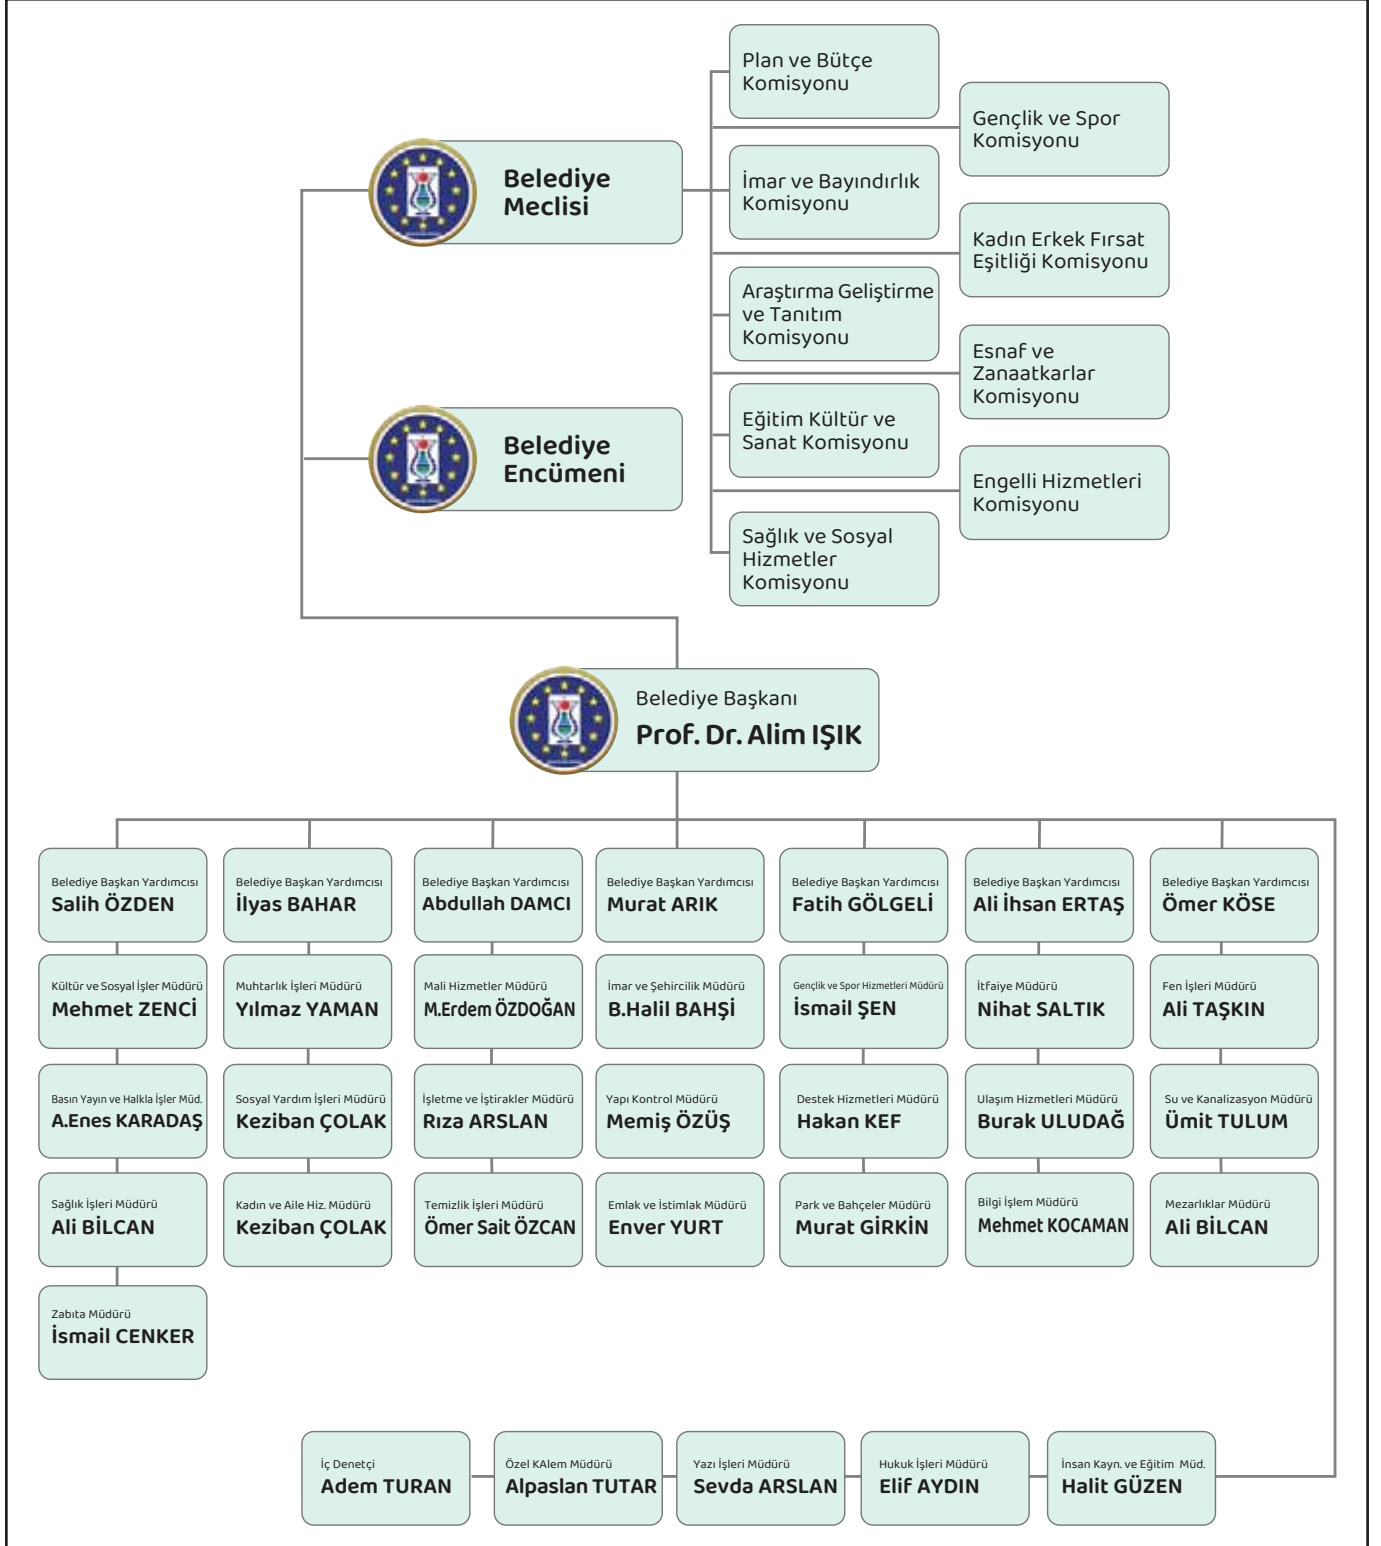 Plan ve Bütçe
Komisyonu
Gençlik ve Spor
Komisyonu
Belediye
Meclisi
İmar ve Bayındırlık
Komisyonu
Kadın Erkek Fırsat
Eşitliği Komisyonu
Araştırma Geliştirme
ve Tanıtım
Komisyonu
Esnaf ve
Zanaatkarlar
Komisyonu
Belediye
Encümeni
Eğitim Kültür ve
Sanat Komisyonu
Engelli Hizmetleri
Komisyonu
Sağlık ve Sosyal
Hizmetler
Komisyonu
Belediye Başkanı
Prof. Dr. Alim IŞIK
Belediye Başkan Yardımcısı
Salih ÖZDEN
Belediye Başkan Yardımcısı
İlyas BAHAR
Belediye Başkan Yardımcısı
Abdullah DAMCI
Belediye Başkan Yardımcısı
Murat ARIK
Belediye Başkan Yardımcısı
Fatih GÖLGELİ
Belediye Başkan Yardımcısı
Ali İhsan ERTAŞ
Belediye Başkan Yardımcısı
Ömer KÖSE
Kültür ve Sosyal İşler Müdürü
Mehmet ZENCİ
Muhtarlık İşleri Müdürü
Yılmaz YAMAN
Mali Hizmetler Müdürü
M.Erdem ÖZDOĞAN
İmar ve Şehircilik Müdürü
B.Halil BAHŞİ
Gençlik ve Spor Hizmetleri Müdürü
İsmail ŞEN
İtfaiye Müdürü
Nihat SALTIK
Fen İşleri Müdürü
Ali TAŞKIN
Basın Yayın ve Halkla İşler Müd.
A.Enes KARADAŞ
Sosyal Yardım İşleri Müdürü
Keziban ÇOLAK
İşletme ve İştirakler Müdürü
Rıza ARSLAN
Yapı Kontrol Müdürü
Memiş ÖZÜŞ
Destek Hizmetleri Müdürü
Hakan KEF
Ulaşım Hizmetleri Müdürü
Burak ULUDAĞ
Su ve Kanalizasyon Müdürü
Ümit TULUM
Sağlık İşleri Müdürü
Ali BİLCAN
Kadın ve Aile Hiz. Müdürü
Keziban ÇOLAK
Temizlik İşleri Müdürü
Ömer Sait ÖZCAN
Emlak ve İstimlak Müdürü
Enver YURT
Park ve Bahçeler Müdürü
Murat GİRKİN
Bilgi İşlem Müdürü
Mehmet KOCAMAN
Mezarlıklar Müdürü
Ali BİLCAN
Zabıta Müdürü
İsmail CENKER
İç Denetçi
Adem TURAN
Özel KAlem Müdürü
Alpaslan TUTAR
Yazı İşleri Müdürü
Sevda ARSLAN
Hukuk İşleri Müdürü
Elif AYDIN
İnsan Kayn. ve Eğitim Müd.
Halit GÜZEN